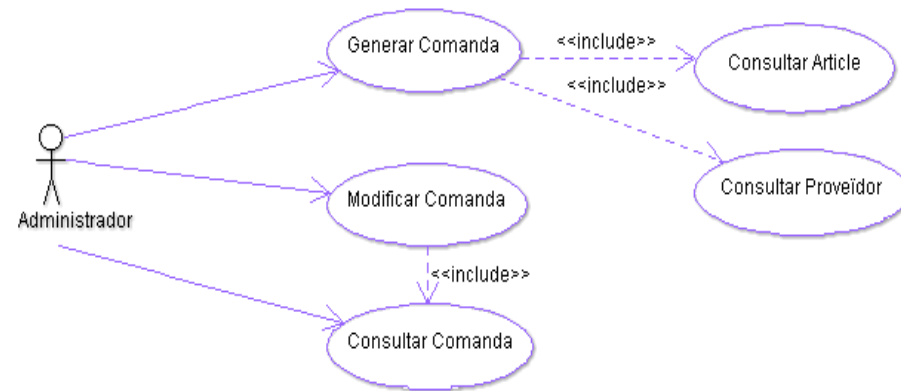 Generar Comanda
<<include>>
Consultar Article
<<include>>
Consultar Proveïdor
Modificar Comanda
Administrador
<<include>>
Consultar Comanda